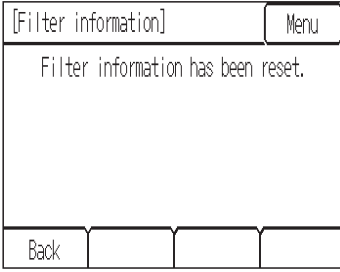 [Filter information]
Menu
Filter information has been reset.
Back